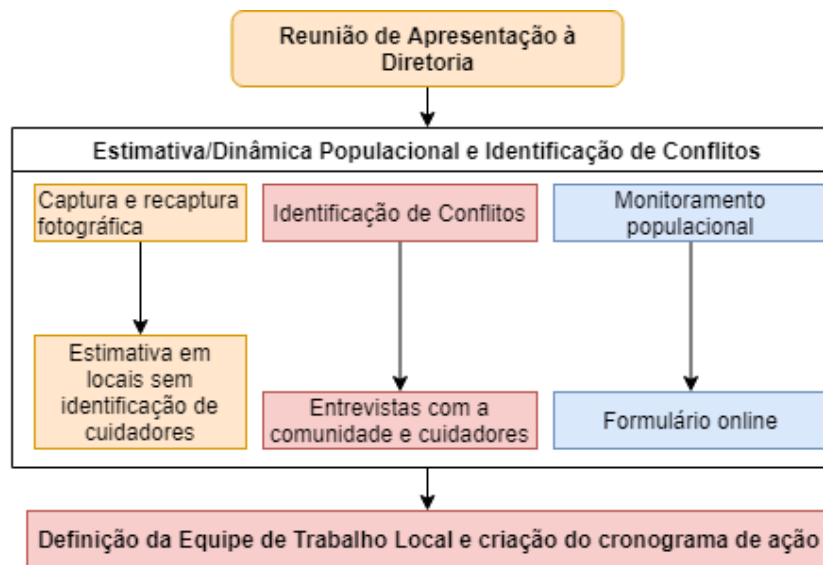 Reunião de Apresentação à
Diretoria
Estimativa/Dinâmica Populacional e Identificação de Conflitos
Captura e recaptura
fotográfica
Identificação de Conflitos
Monitoramento
populacional
Estimativa em
locais sem
identificação de
cuidadores
Entrevistas com a
comunidade e cuidadores
Formulário online
Definição da Equipe de Trabalho Local e criação do cronograma de ação